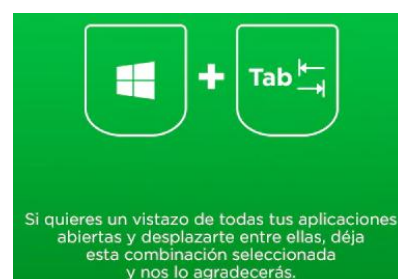 + Tab
Si quieres un vistazo de todas tus aplicaciones
abiertas y desplazarte entre ellas, déja
esta combinación seleccionada
y nos lo agradecerás.